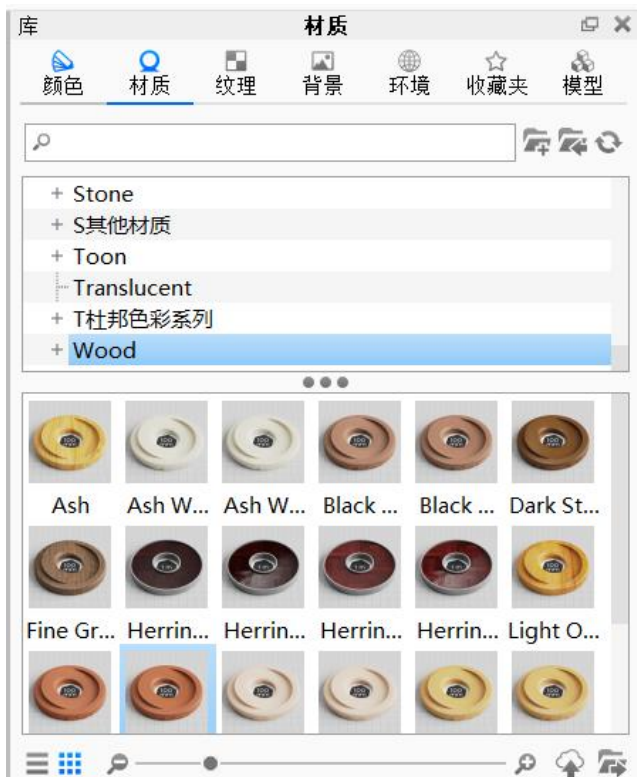 库 材质
颜色 材质 纹理 背景 环境 收藏夹 模型
Stone
S其他材质
Toon
Translucent
T杜邦色彩系列
Wood
Ash Ash W... Ash W... Black ... Black ... Dark St...
Fine Gr... Herrin... Herrin... Herrin... Herrin... Light O...